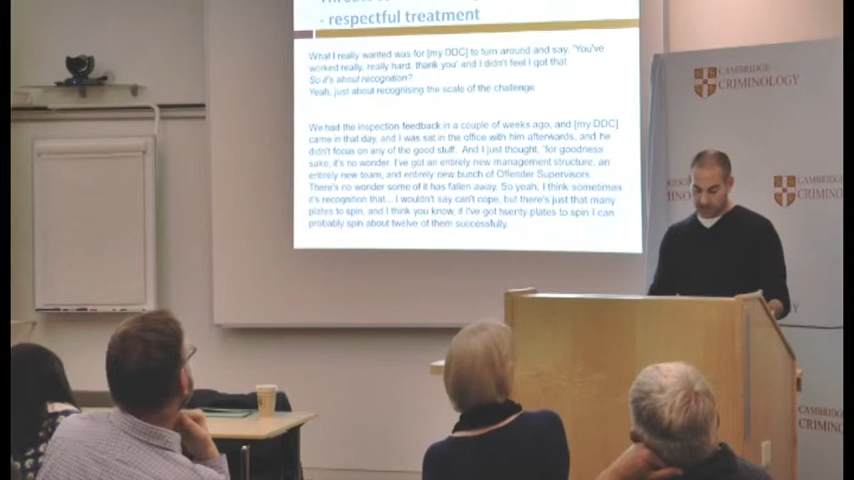 - respectful treatment
What I really wanted was for [my DDC] to turn around and say, 'You've
worked really, really hard, thank you' and I didn't feel I got that
So it's about recognition?
Yeah, just about recognising the scale of the challenge
We had the inspection feedback in a couple of weeks ago, and [my DDC]
came in that day, and I was sat in the office with him afterwards, and he
didn't focus on any of the good stuff. And I just thought, 'for goodness
sake, it's no wonder. I've got an entirely new management structure, an
entirely new team, and entirely new bunch of Offender Supervisors.
There's no wonder some of it has fallen away. So yeah, I think sometimes
it's recognition that... I wouldn't say can't cope, but there's just that many
plates to spin, and I think you know, if I've got twenty plates to spin I can
probably spin about twelve of them successfully.
CAMBRIDGE
CRIMINOLOGY
CAMBRIDGE
CRIMINOLO
CAMBRIDG
CRIMINO